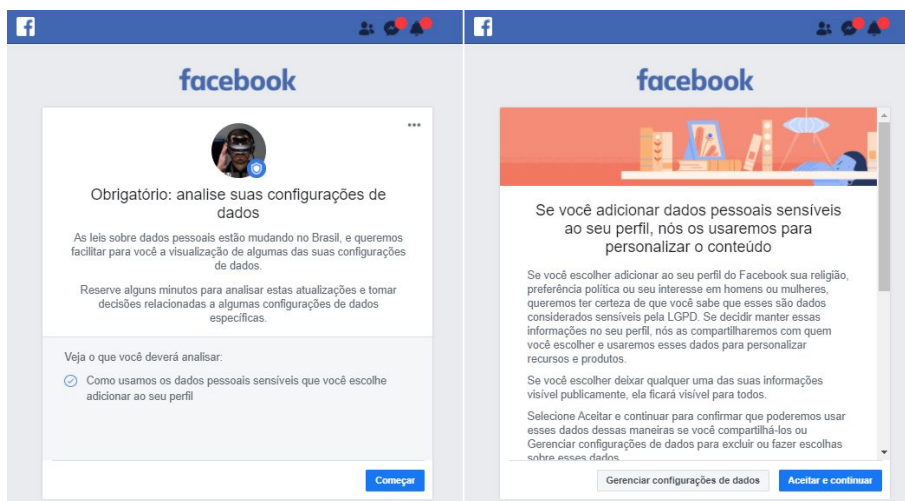 facebook
Obrigatório: analise suas configurações de
dados
As leis sobre dados pessoais estão mudando no Brasil, e queremos
facilitar para você a visualização de algumas das suas configurações
de dados.
Reserve alguns minutos para analisar estas atualizações e tomar
decisões relacionadas a algumas configurações de dados
específicas.
Veja o que você deverá analisar:
Como usamos os dados pessoais sensíveis que você escolhe
adicionar ao seu perfil
Começar
facebook
Se você adicionar dados pessoais sensíveis
ao seu perfil, nós os usaremos para
personalizar o conteúdo
Se você escolher adicionar ao seu perfil do Facebook sua religião,
preferência política ou seu interesse em homens ou mulheres,
queremos ter certeza de que você sabe que esses são dados
considerados sensíveis pela LGPD. Se decidir manter essas
informações no seu perfil, nós as compartilharemos com quem
você escolher e usaremos esses dados para personalizar
recursos e produtos.
Se você escolher deixar qualquer uma das suas informações
visível publicamente, ela ficará visível para todos.
Selecione Aceitar e continuar para confirmar que poderemos usar
esses dados dessas maneiras se você compartilhá-los ou
Gerenciar configurações de dados para excluir ou fazer escolhas
sobre esses dados.
Gerenciar configurações de dados
Aceitar e continuar